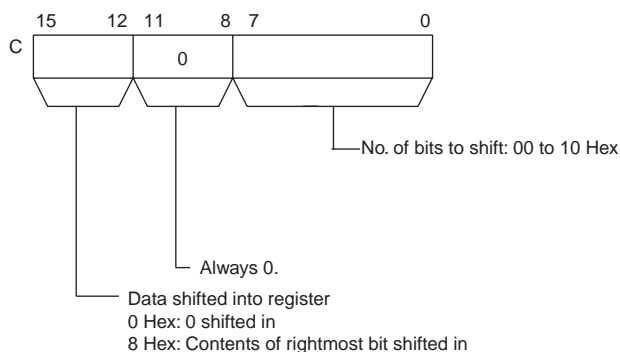 15 12 11 8 7 0
C
0
No. of bits to shift: 00 to 10 Hex
Always 0.
Data shifted into register
0 Hex: 0 shifted in
8 Hex: Contents of rightmost bit shifted in